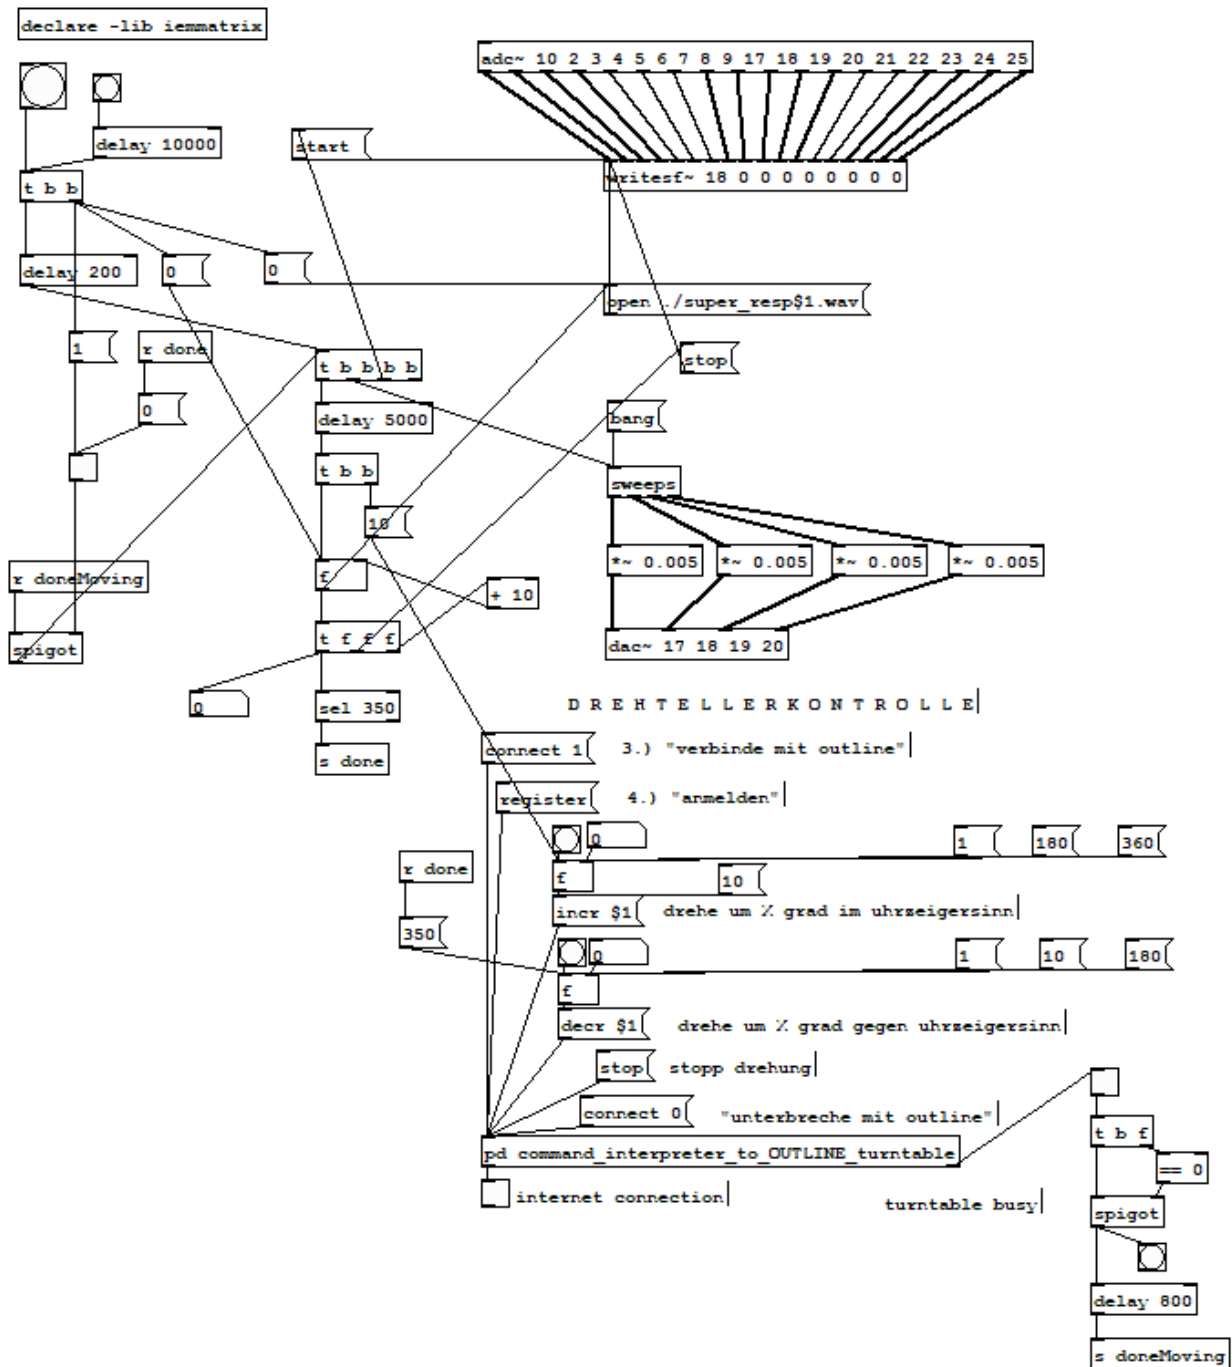 declare -lib iemmatrix
adc~ 10 2 3 4 5 6 7 8 9 17 18 19 20 21 22 23 24 25
delay 10000
start
writesf~ 18 0 0 0 0 0 0 0 0
t b b
delay 200
0
0
open ./super_resp$1.wav
1
r done
t b b b b
stop
0
delay 5000
bang
t b b
sweeps
10
*~ 0.005
*~ 0.005
*~ 0.005
*~ 0.005
r doneMoving
f
+ 10
spigot
t f f f
dac~ 17 18 19 20
0
sel 350
D R E H T E L L E R K O N T R O L L E
s done
connect 1
3.) "verbinde mit outline"
register
4.) "anmelden"
0
1
180
360
r done
f
10
incr $1
drehe um % grad im uhrzeigersinn
350
0
1
10
180
f
decr $1
drehe um % grad gegen uhrzeigersinn
stop
stopp drehung
connect 0
"unterbreche mit outline"
t b f
pd command_interpreter_to_OUTLINE_turntable
== 0
internet connection
turntable busy
spigot
delay 800
s doneMoving